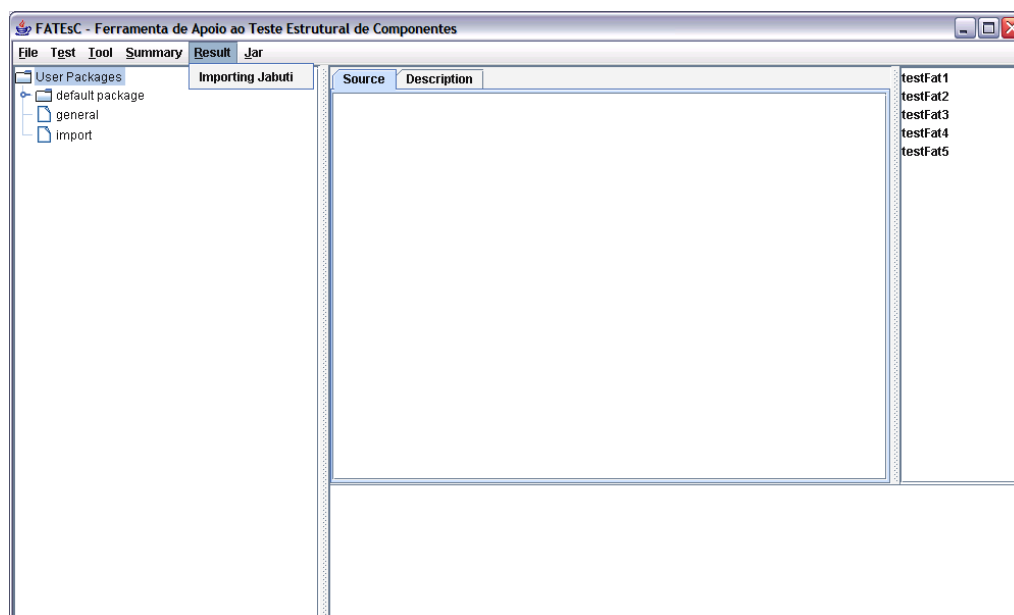 FATEsC - Ferramenta de Apoio ao Teste Estrutural de Componentes
File Test Tool Summary Result Jar
Importing Jabuti
User Packages
default package
general
import
Source Description
testFat1
testFat2
testFat3
testFat4
testFat5